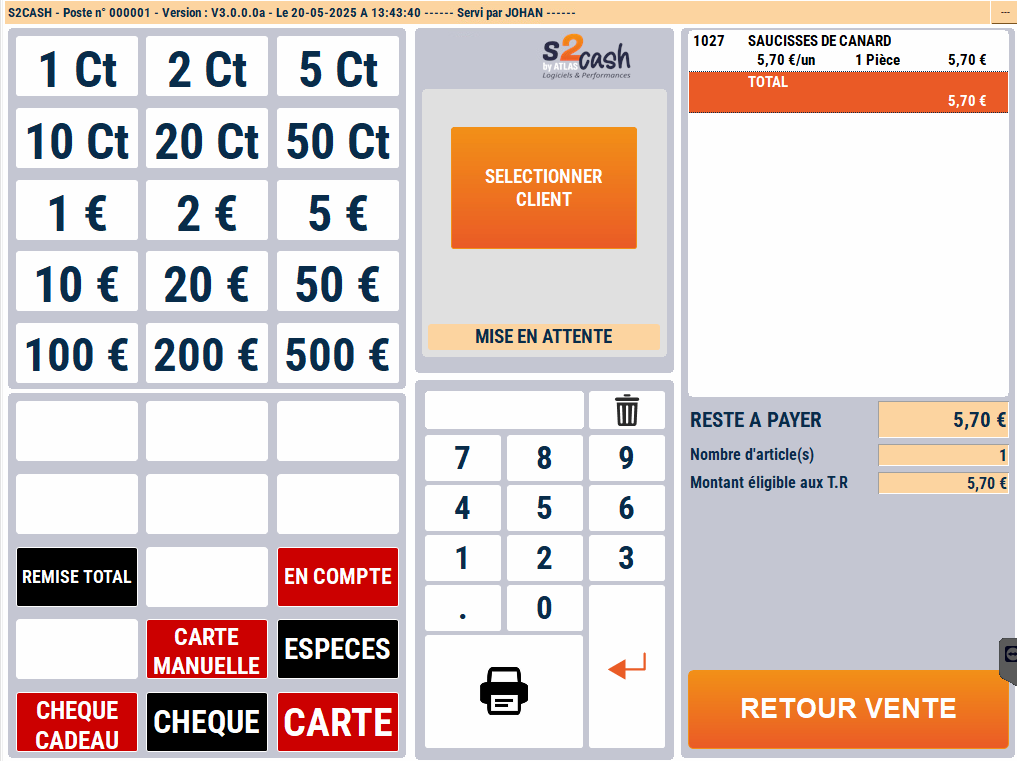 S2CASH - Poste n° 000001 - Version : V3.0.0.0a - Le 20-05-2025 A 13:43:40 ------ Servi par JOHAN ------
---
1 Ct 2 Ct 5 Ct
10 Ct 20 Ct 50 Ct
1 € 2 € 5 €
10 € 20 € 50 €
100 € 200 € 500 €
REMISE TOTAL
EN COMPTE
CARTE
MANUELLE
ESPECES
CHEQUE
CADEAU
CHEQUE
CARTE
S2cash
by ATLAS
Logiciels & Performances
SELECTIONNER
CLIENT
MISE EN ATTENTE
7 8 9
4 5 6
1 2 3
. 0
1027 SAUCISSES DE CANARD
5,70 €/un 1 Pièce 5,70 €
TOTAL
5,70 €
RESTE A PAYER 5,70 €
Nombre d'article(s) 1
Montant éligible aux T.R 5,70 €
RETOUR VENTE